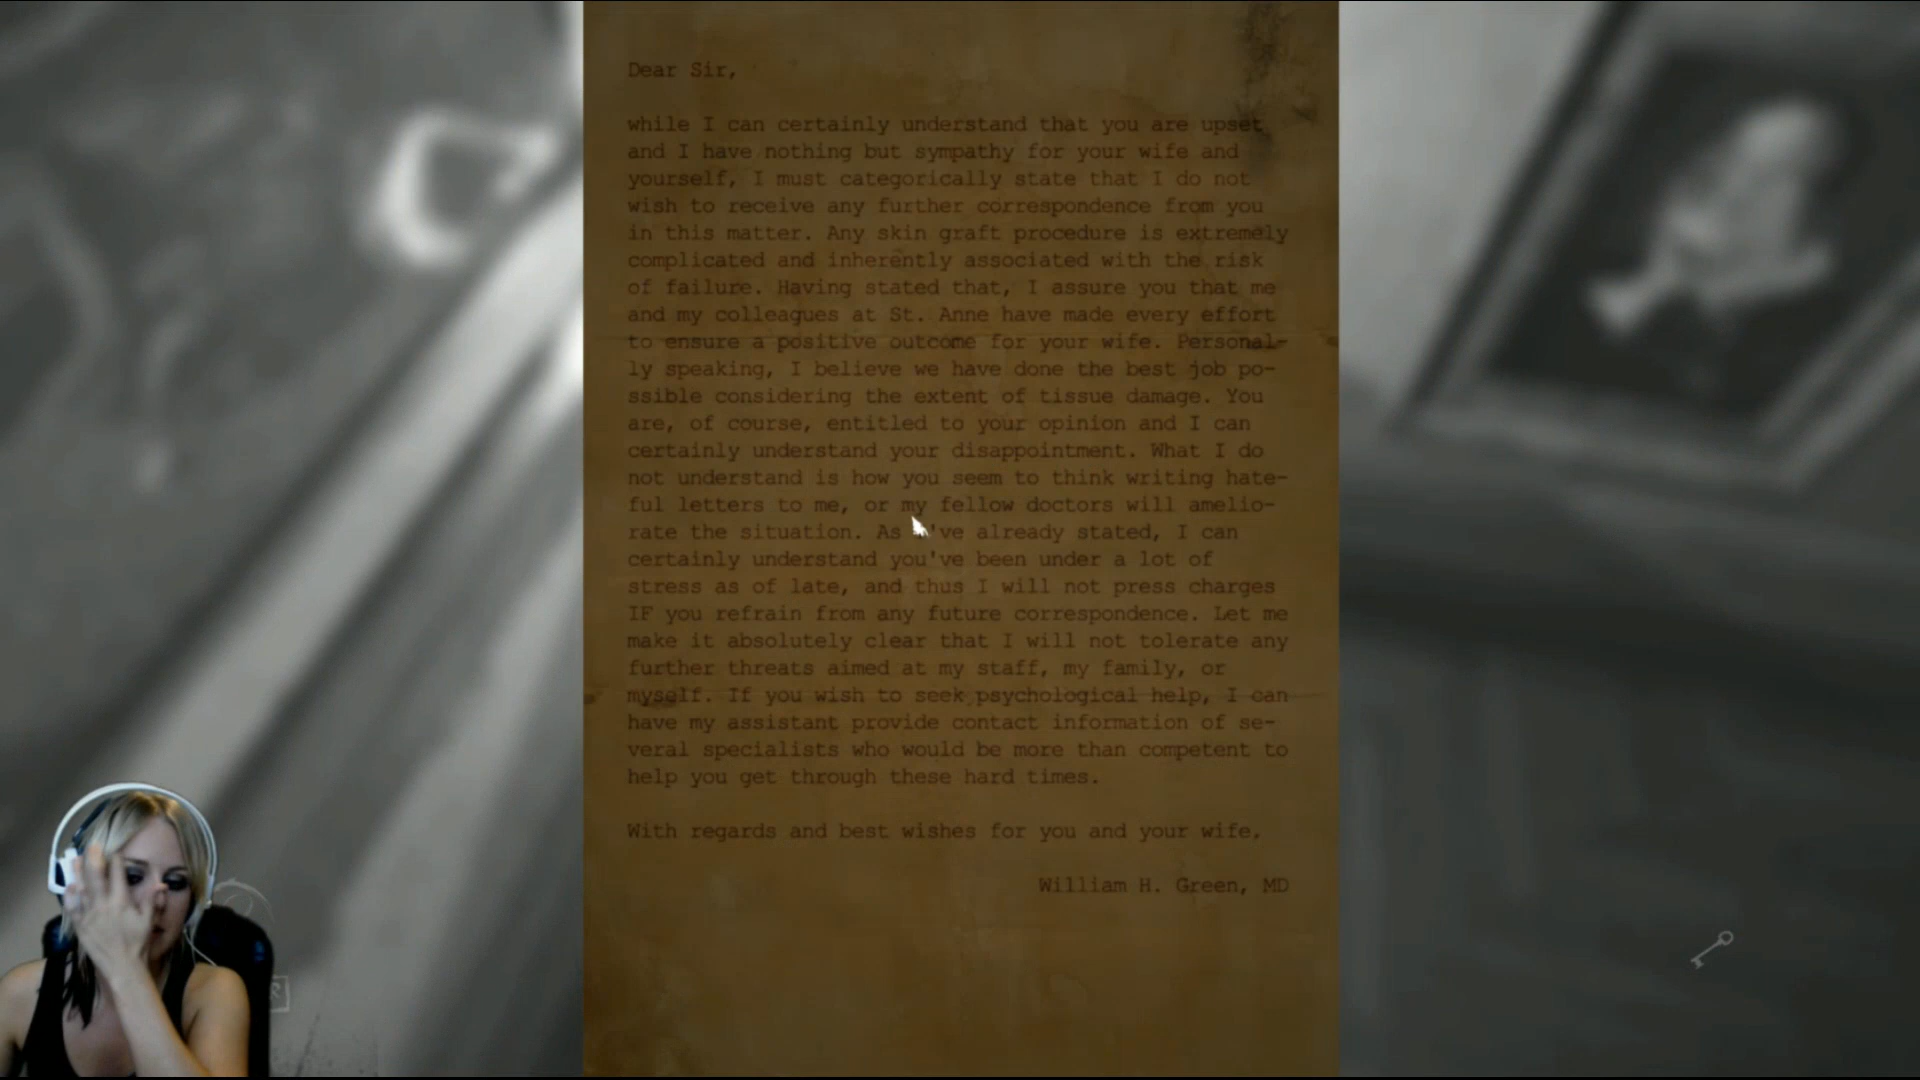 Dear Sir,
while I can certainly understand that you are upset
and I have nothing but sympathy for your wife and
yourself, I must categorically state that I do not
wish to receive any further correspondence from you
in this matter. Any skin graft procedure is extremely
complicated and inherently associated with the risk
of failure. Having stated that, I assure you that me
and my colleagues at St. Anne have made every effort
to ensure a positive outcome for your wife. Personal-
ly speaking, I believe we have done the best job po-
ssible considering the extent of tissue damage. You
are, of course, entitled to your opinion and I can
certainly understand your disappointment. What I do
not understand is how you seem to think writing hate-
ful letters to me, or my fellow doctors will amelio-
rate the situation. As I've already stated, I can
certainly understand you've been under a lot of
stress as of late, and thus I will not press charges
IF you refrain from any future correspondence. Let me
make it absolutely clear that I will not tolerate any
further threats aimed at my staff, my family, or
myself. If you wish to seek psychological help, I can
have my assistant provide contact information of se-
veral specialists who would be more than competent to
help you get through these hard times.
With regards and best wishes for you and your wife,
William H. Green, MD